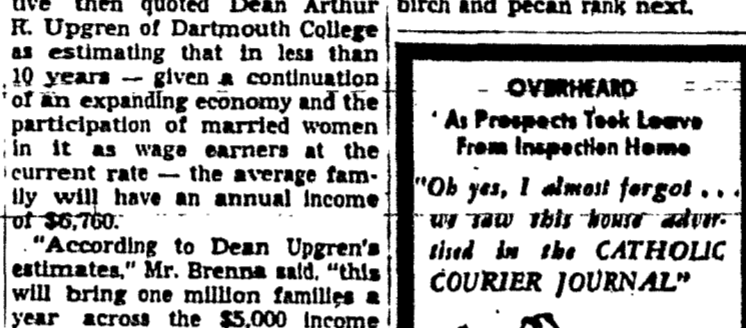 tive then quoted Dean Arthur
R. Upgren of Dartmouth College
as estimating that in less than
10 years — given a continuation
of an expanding economy and the
participation of married women
in it as wage earners at the
current rate — the average fam-
ily will have an annual income
of $6,760.
"According to Dean Upgren's
estimates," Mr. Brenna said, "this
will bring one million families a
year across the $5,000 income
birch and pecan rank next.
OVERHEARD
As Prospects Took Leave
From Inspection Home
"Oh yes, I almost forgot . . .
we saw this house adver-
tised in the CATHOLIC
COURIER JOURNAL"